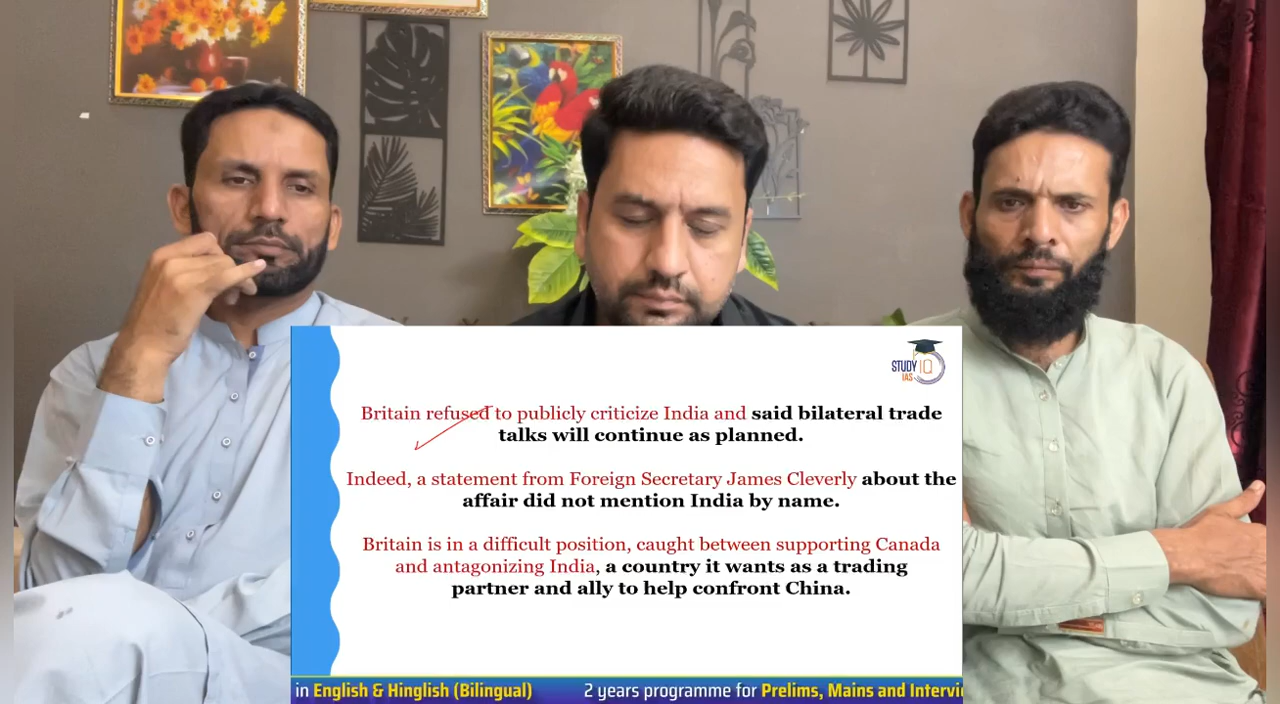 STUDY IQ
IAS
Britain refused to publicly criticize India and said bilateral trade
talks will continue as planned.
Indeed, a statement from Foreign Secretary James Cleverly about the
affair did not mention India by name.
Britain is in a difficult position, caught between supporting Canada
and antagonizing India, a country it wants as a trading
partner and ally to help confront China.
in English & Hinglish (Bilingual) 2 years programme for Prelims, Mains and Intervi